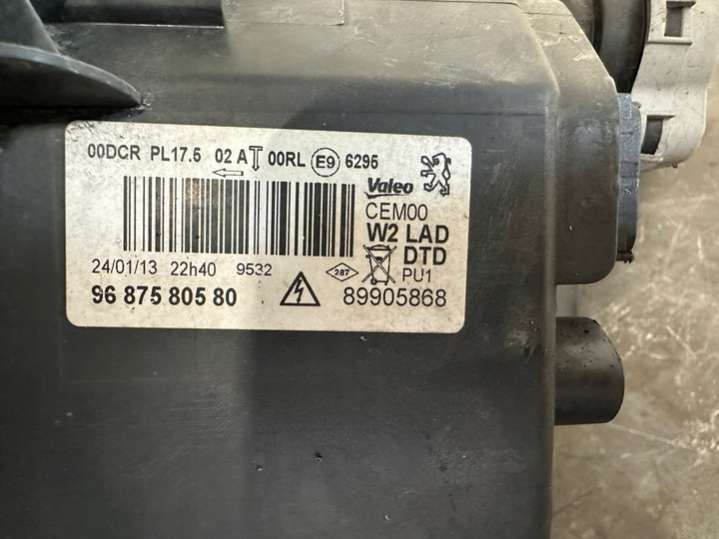 00DCR PL17.5 02 A 00RL E9 6295
Valeo
CEM00
W2 LAD
DTD
PU1
24/01/13 22h40 9532
287
96 875 805 80
89905868